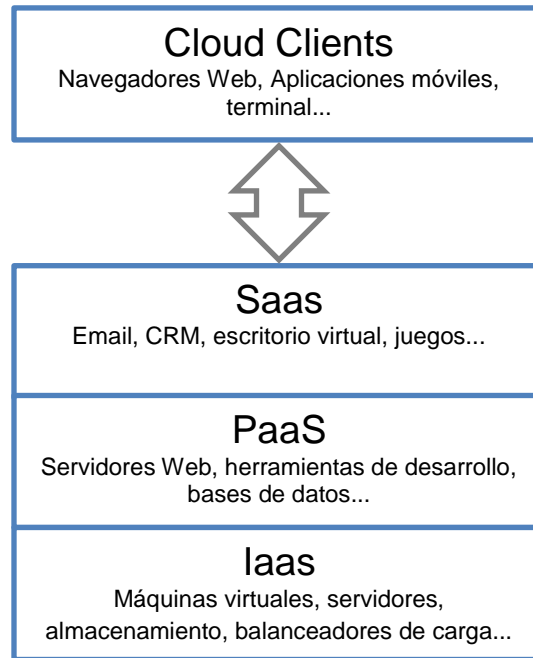 Cloud Clients
Navegadores Web, Aplicaciones móviles,
terminal...
Saas
Email, CRM, escritorio virtual, juegos...
PaaS
Servidores Web, herramientas de desarrollo,
bases de datos...
Iaas
Máquinas virtuales, servidores,
almacenamiento, balanceadores de carga...